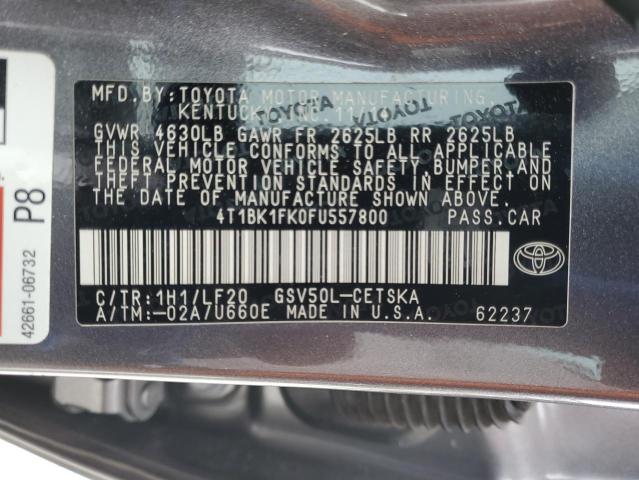 MFD.BY:TOYOTA MOTOR MANUFACTURING,
KENTUCKY, INC.
GVWR 4630LB GAWR FR 2625LB RR 2625LB
THIS VEHICLE CONFORMS TO ALL APPLICABLE
FEDERAL MOTOR VEHICLE SAFETY,BUMPER,AND
THEFT PREVENTION STANDARDS IN EFFECT ON
THE DATE OF MANUFACTURE SHOWN ABOVE.
4T1BK1FK0FU557800 PASS.CAR
C/TR:1H1/LF20 GSV50L-CETSKA
A/TM:-02A/U660E MADE IN U.S.A. 62237
P8
42661-06732
TOYOTA
TOYOTA